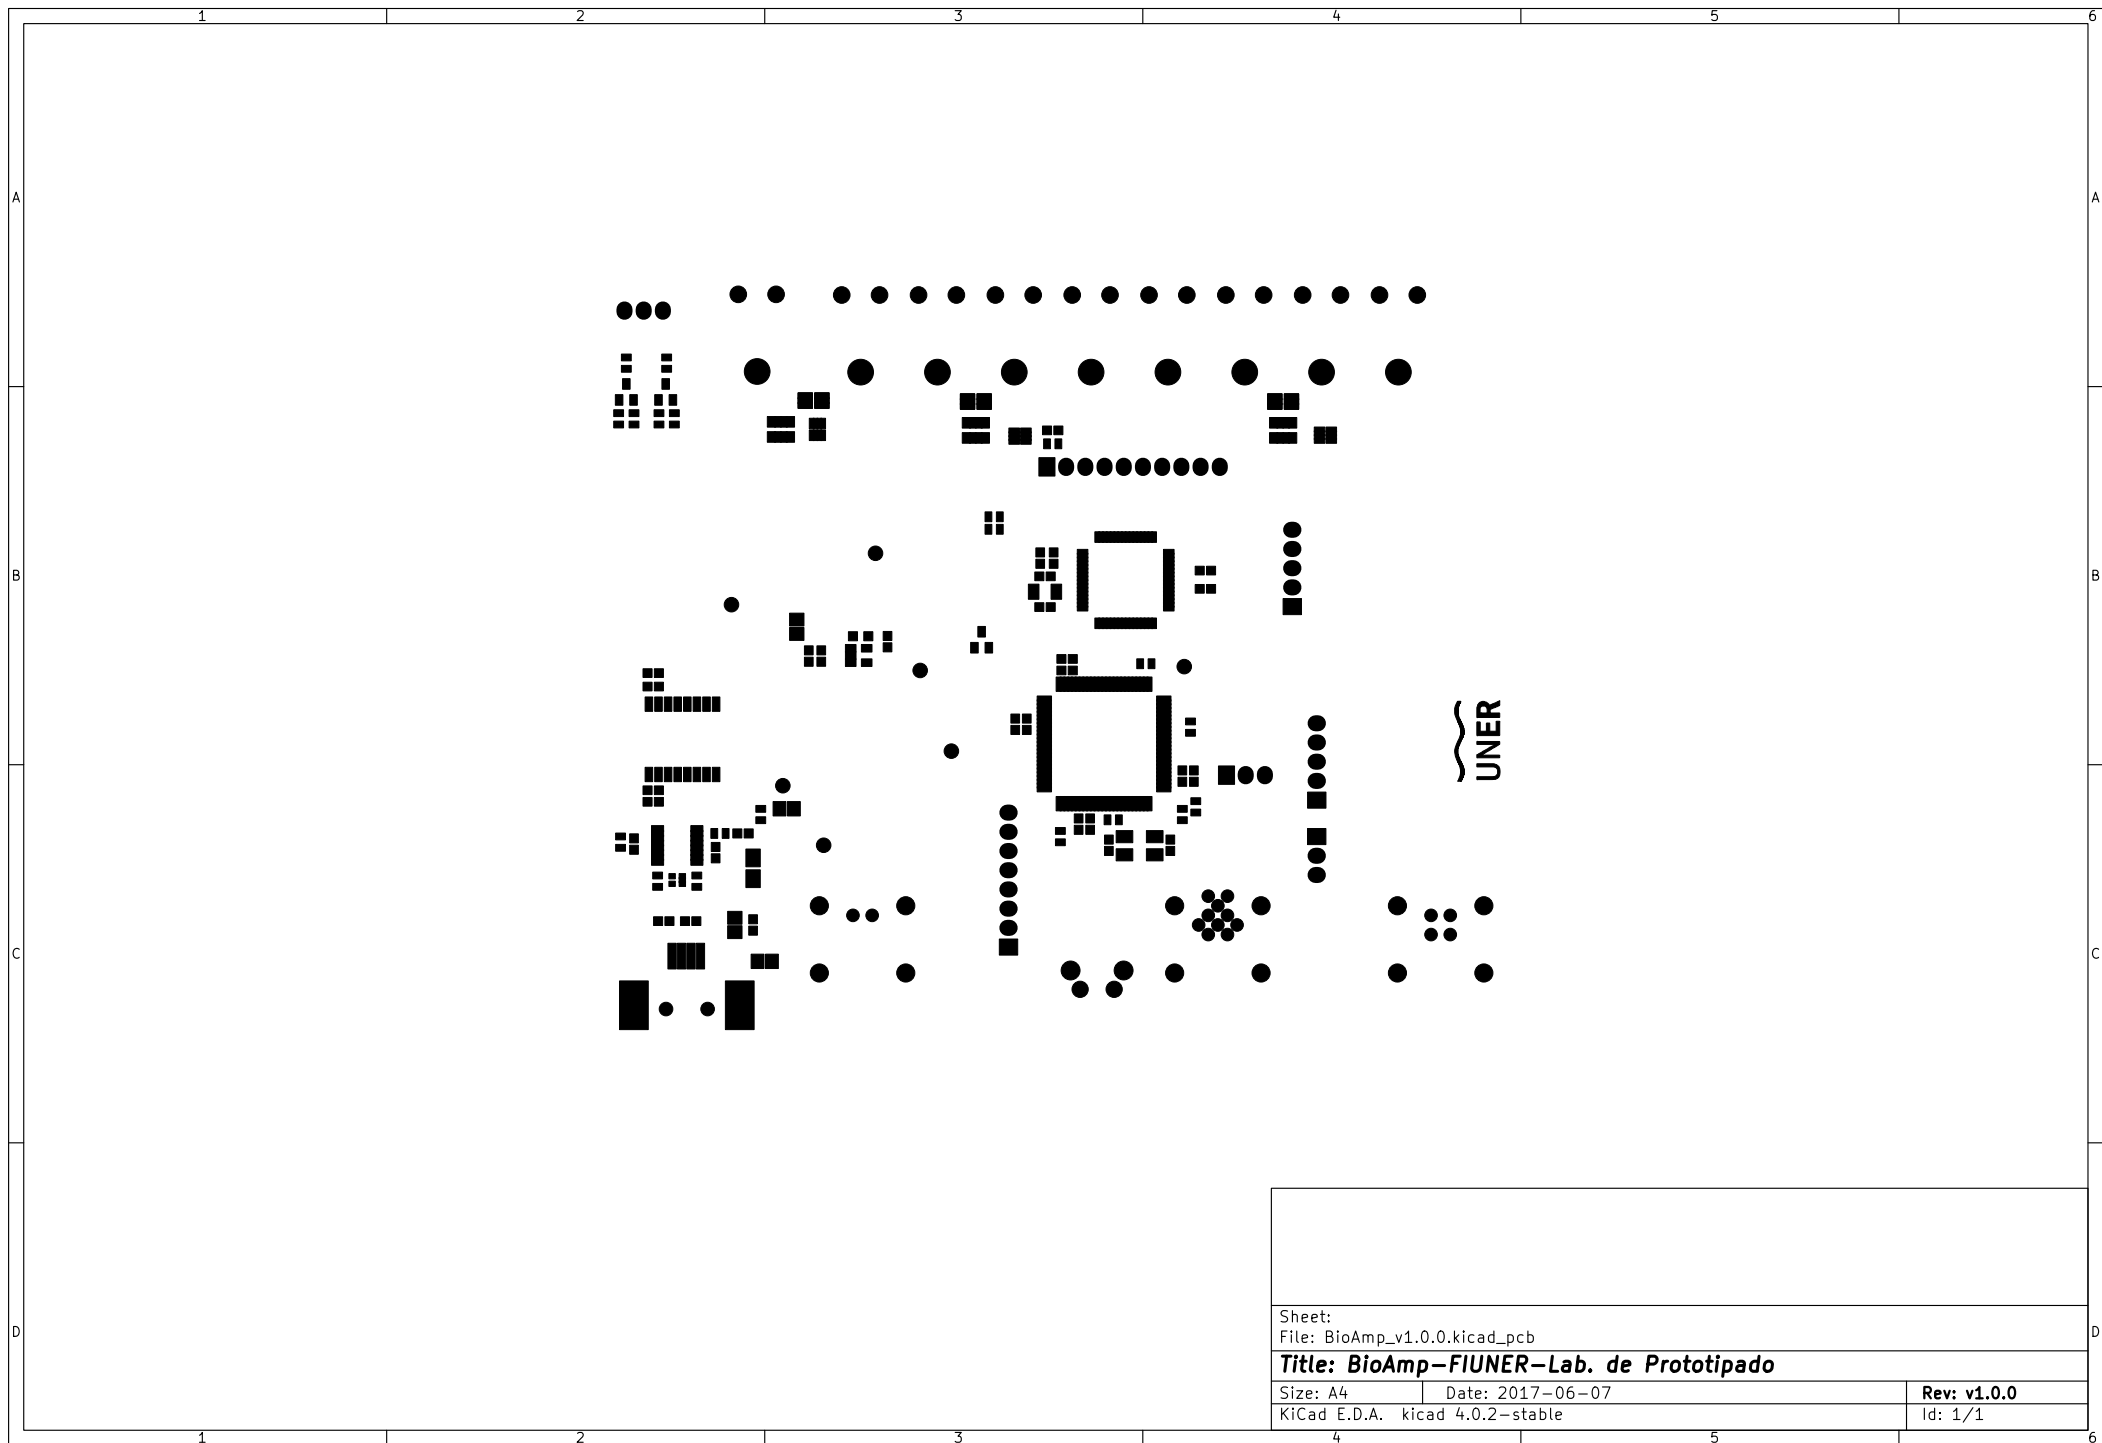 1 2 3 4 5 6
A A
B B
UNER
C C
D D
Sheet:
File: BioAmp_v1.0.0.kicad_pcb
Title: BioAmp-FIUNER-Lab. de Prototipado
Size: A4 Date: 2017-06-07 Rev: v1.0.0
KiCad E.D.A. kicad 4.0.2-stable Id: 1/1
1 2 3 4 5 6